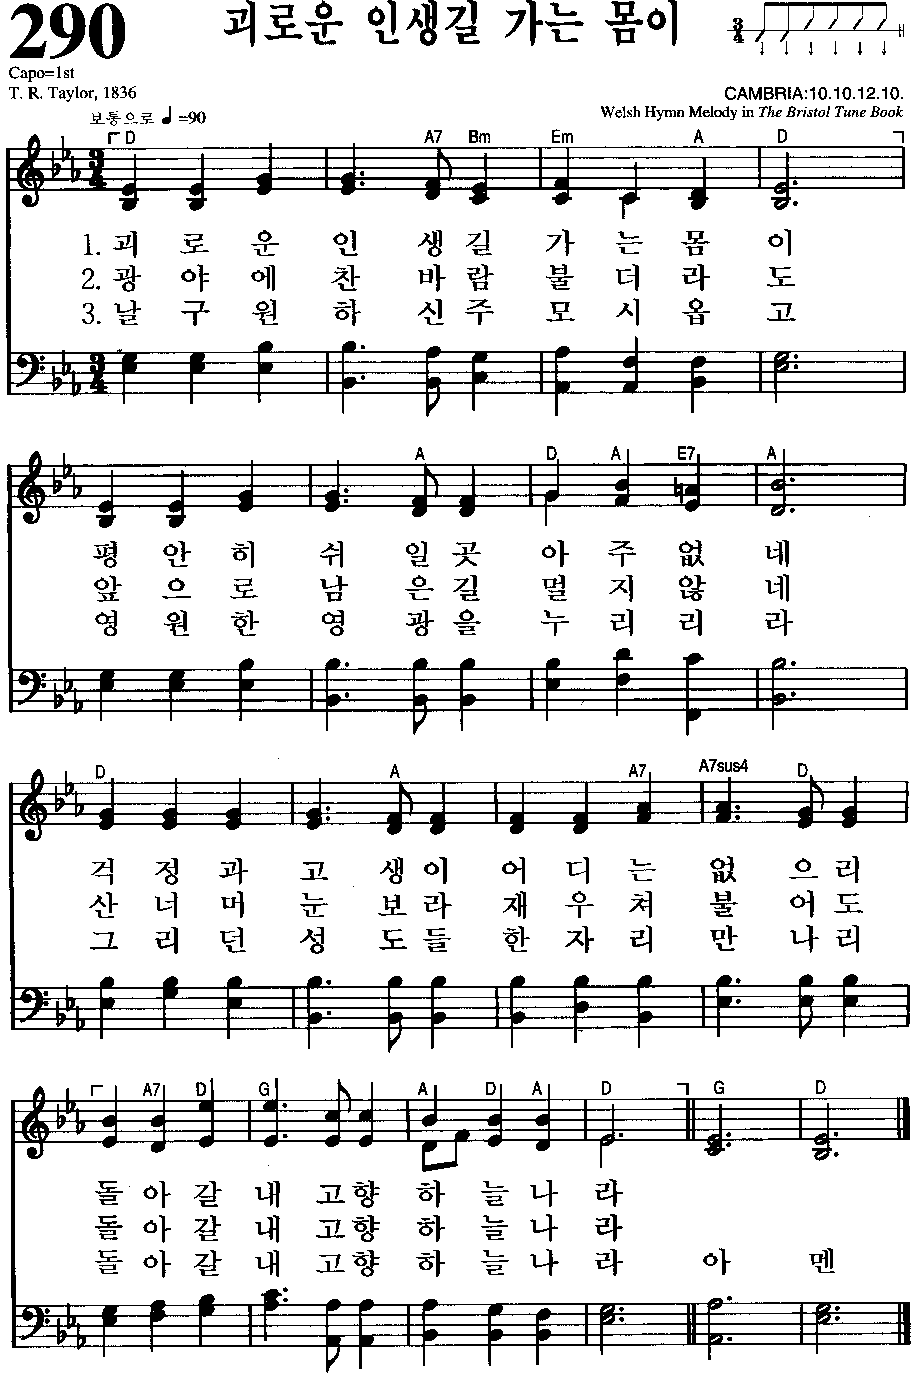 290 괴로운 인생길 가는 몸이 3/4
Capo=1st
T. R. Taylor, 1836 CAMBRIA:10.10.12.10.
보통으로 ♩=90 Welsh Hymn Melody in The Bristol Tune Book
D A7 Bm Em A D
1. 괴 로 운 인 생 길 가 는 몸 이
2. 광 야 에 찬 바 람 불 더 라 도
3. 날 구 원 하 신 주 모 시 옵 고
A D A E7 A
평 안 히 쉬 일 곳 아 주 없 네
앞 으 로 남 은 길 멀 지 않 네
영 원 한 영 광 을 누 리 리 라
D A A7 A7sus4 D
걱 정 과 고 생 이 어 디 는 없 으 리
산 너 머 눈 보 라 재 우 쳐 불 어 도
그 리 던 성 도 들 한 자 리 만 나 리
A7 D G A D A D G D
돌 아 갈 내 고 향 하 늘 나 라
돌 아 갈 내 고 향 하 늘 나 라
돌 아 갈 내 고 향 하 늘 나 라 아 멘